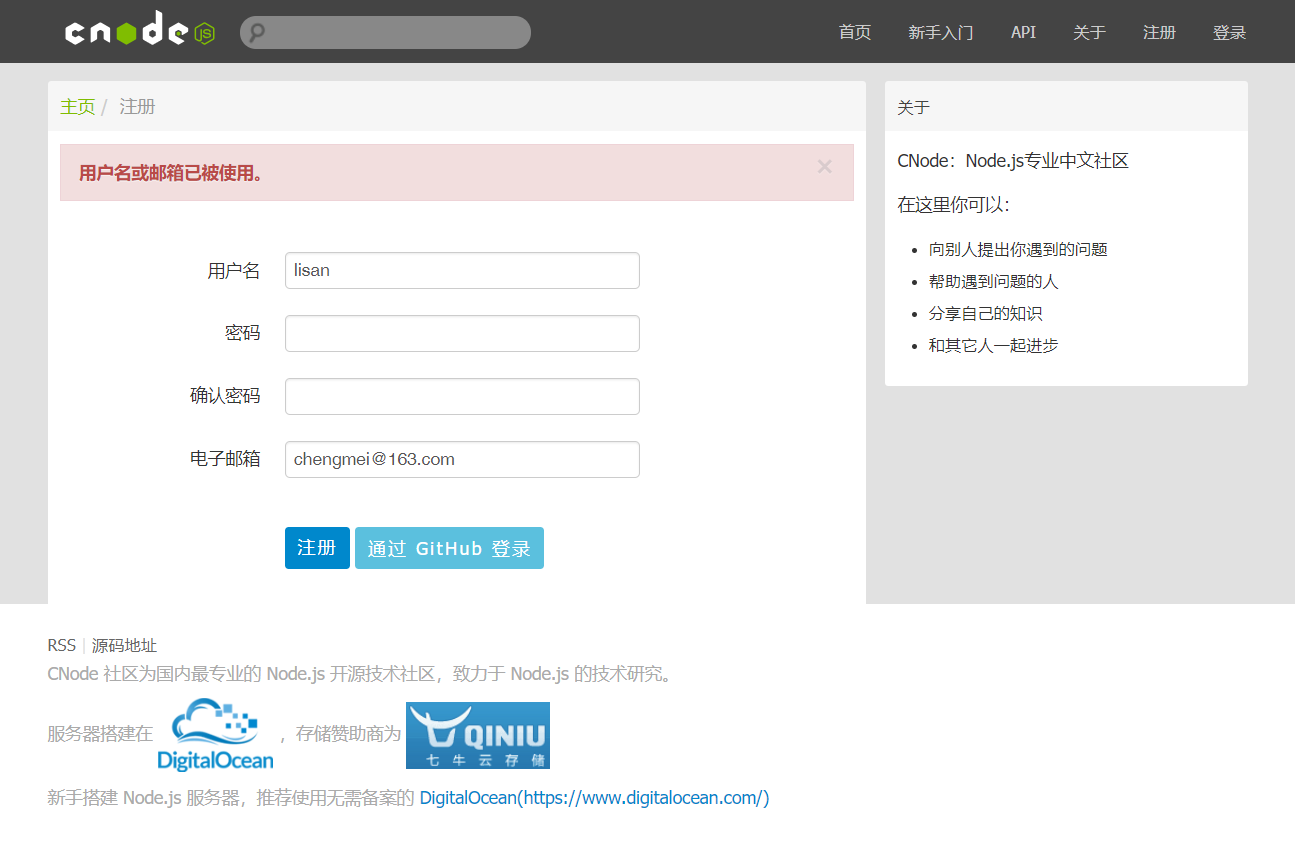 cnode JS
首页 新手入门 API 关于 注册 登录
主页 / 注册
用户名或邮箱已被使用。 ×
用户名 lisan
密码
确认密码
电子邮箱 chengmei@163.com
注册 通过 GitHub 登录
关于
CNode：Node.js专业中文社区
在这里你可以：
向别人提出你遇到的问题
帮助遇到问题的人
分享自己的知识
和其它人一起进步
RSS | 源码地址
CNode 社区为国内最专业的 Node.js 开源技术社区，致力于 Node.js 的技术研究。
服务器搭建在 DigitalOcean ，存储赞助商为 QINIU 七牛云存储
新手搭建 Node.js 服务器，推荐使用无需备案的 DigitalOcean(https://www.digitalocean.com/)